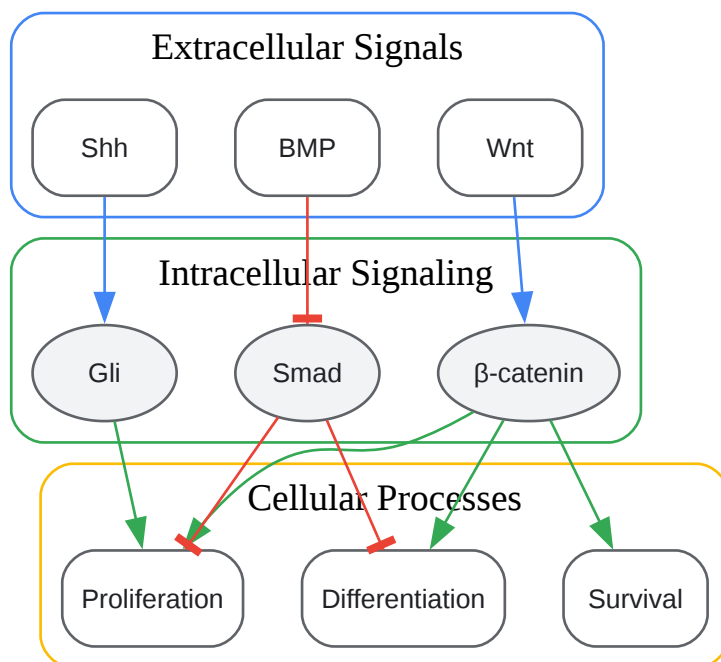 Extracellular Signals
Shh
BMP
Wnt
Intracellular Signaling
Gli
Smad
β-catenin
Cellular Processes
Proliferation
Differentiation
Survival